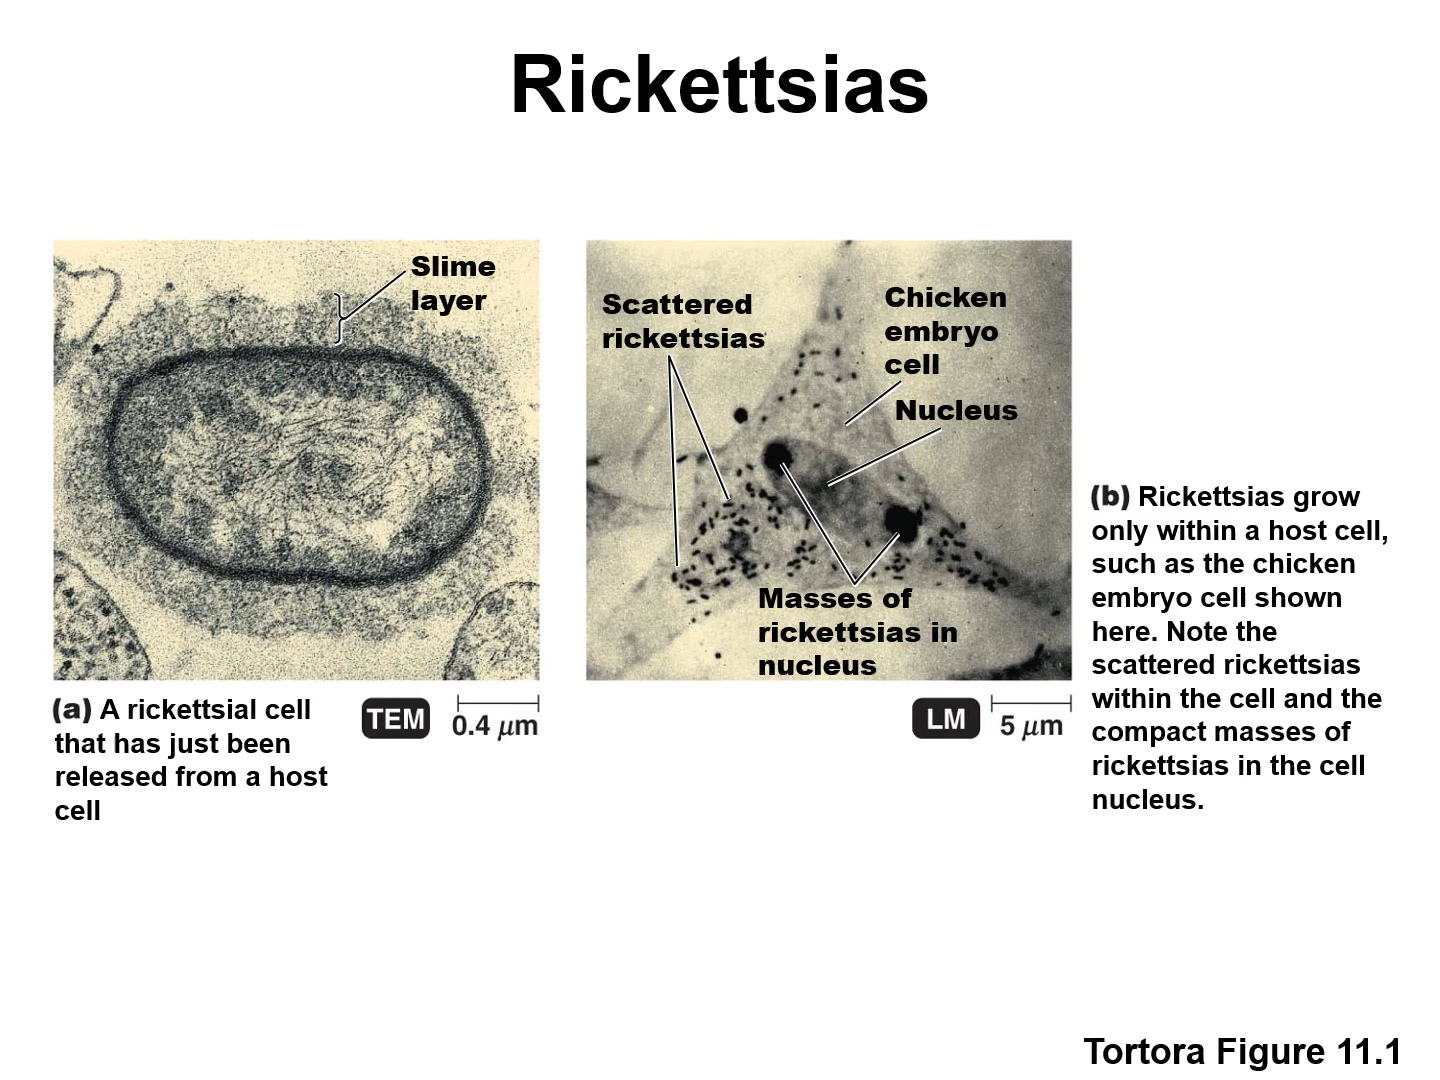 Rickettsias
Slime
layer
(a) A rickettsial cell
that has just been
released from a host
cell
TEM
0.4 μm
Scattered
rickettsias
Chicken
embryo
cell
Nucleus
Masses of
rickettsias in
nucleus
LM
5 μm
(b) Rickettsias grow
only within a host cell,
such as the chicken
embryo cell shown
here. Note the
scattered rickettsias
within the cell and the
compact masses of
rickettsias in the cell
nucleus.
Tortora Figure 11.1